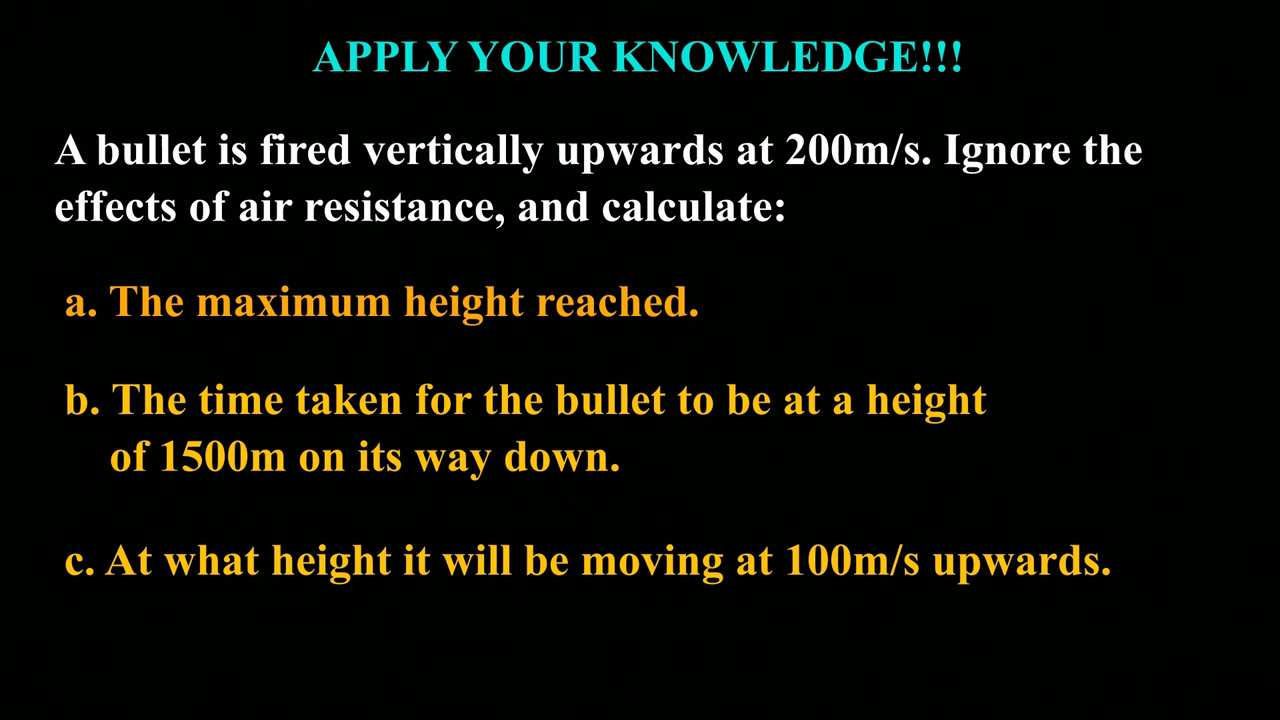 APPLY YOUR KNOWLEDGE!!!
A bullet is fired vertically upwards at 200m/s. Ignore the
effects of air resistance, and calculate:
a. The maximum height reached.
b. The time taken for the bullet to be at a height
of 1500m on its way down.
c. At what height it will be moving at 100m/s upwards.